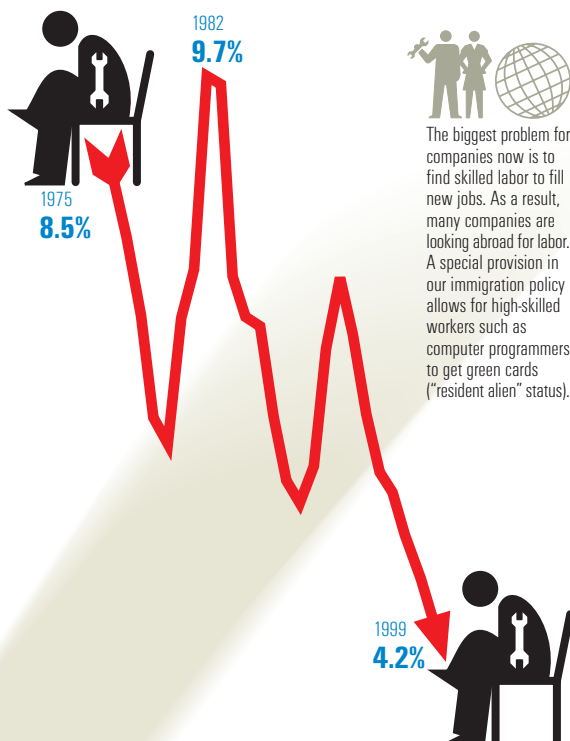 1982
9.7%
1975
8.5%
The biggest problem for
companies now is to
find skilled labor to fill
new jobs. As a result,
many companies are
looking abroad for labor.
A special provision in
our immigration policy
allows for high-skilled
workers such as
computer programmers
to get green cards
(“resident alien” status).
1999
4.2%